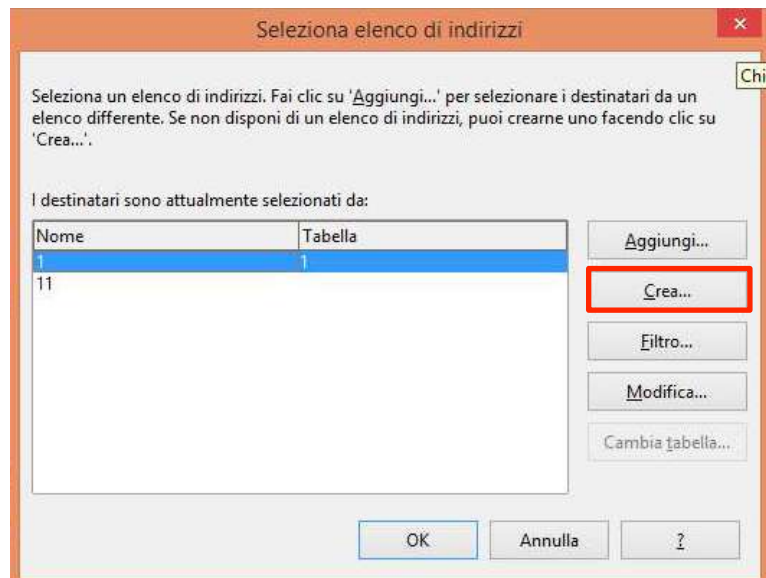 Seleziona elenco di indirizzi
×
Chi
Seleziona un elenco di indirizzi. Fai clic su 'Aggiungi...' per selezionare i destinatari da un
elenco differente. Se non disponi di un elenco di indirizzi, puoi crearne uno facendo clic su
'Crea...'.
I destinatari sono attualmente selezionati da:
Nome Tabella
1 1
11
Aggiungi...
Crea...
Filtro...
Modifica...
Cambia tabella...
OK Annulla ?